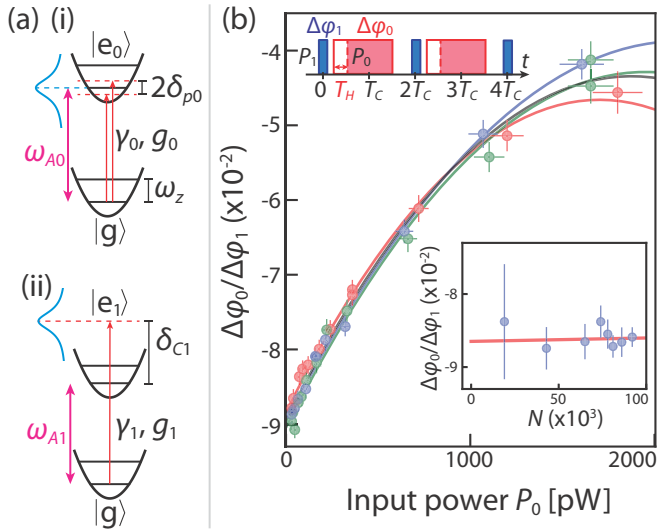 (a) (i)
|e₀⟩
2δₚ₀
ω_A0
γ₀, g₀
ω_z
|g⟩
(ii)
|e₁⟩
δ_C1
ω_A1
γ₁, g₁
|g⟩
(b)
Δφ₁ Δφ₀
P₁ P₀ t
0 T_H T_C 2T_C 3T_C 4T_C
Δφ₀/Δφ₁ (x10⁻²)
-4
-5
-6
-7
-8
-9
0 1000 2000
Input power P₀ [pW]
Δφ₀/Δφ₁
(x10⁻²)
-8
-9
0 50 100
N (x10³)